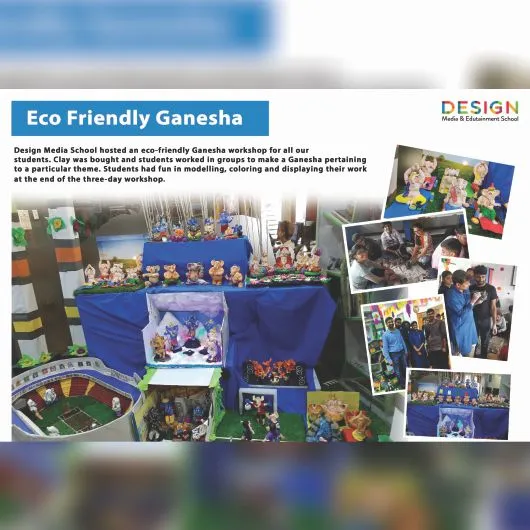 Eco Friendly Ganesha
DESIGN
Media & Edutainment School
Design Media School hosted an eco-friendly Ganesha workshop for all our
students. Clay was bought and students worked in groups to make a Ganesha pertaining
to a particular theme. Students had fun in modelling, coloring and displaying their work
at the end of the three-day workshop.